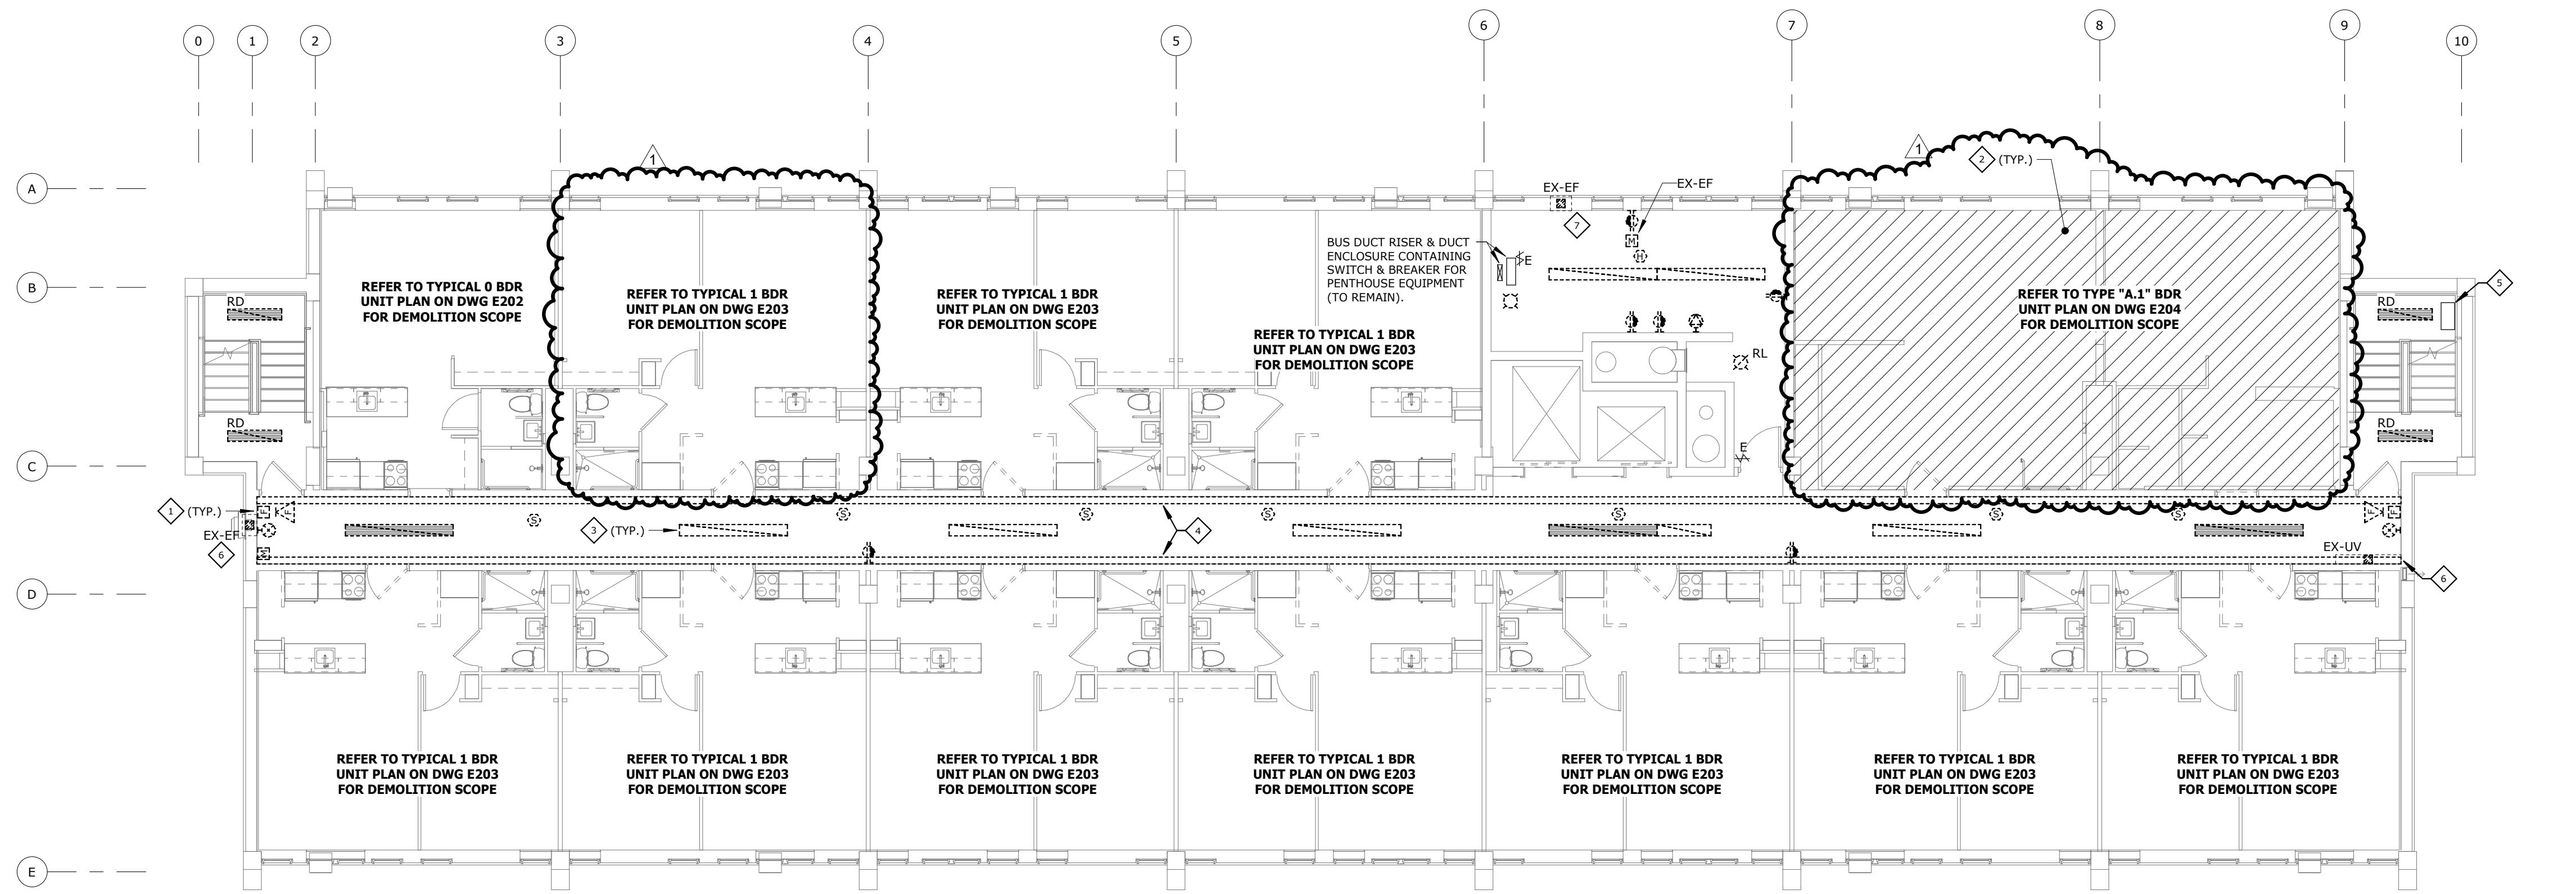 0
1
2
3
4
5
6
7
8
9
10
A
B
C
D
E
1
1
2
(TYP.)
EX-EF
EX-EF
7
M
H
BUS DUCT RISER & DUCT
ENCLOSURE CONTAINING
SWITCH & BREAKER FOR
PENTHOUSE EQUIPMENT
(TO REMAIN).
E
REFER TO TYPICAL 0 BDR
UNIT PLAN ON DWG E202
FOR DEMOLITION SCOPE
REFER TO TYPICAL 1 BDR
UNIT PLAN ON DWG E203
FOR DEMOLITION SCOPE
REFER TO TYPICAL 1 BDR
UNIT PLAN ON DWG E203
FOR DEMOLITION SCOPE
REFER TO TYPICAL 1 BDR
UNIT PLAN ON DWG E203
FOR DEMOLITION SCOPE
REFER TO TYPE "A.1" BDR
UNIT PLAN ON DWG E204
FOR DEMOLITION SCOPE
5
RD
RD
RD
RD
RL
E
1
(TYP.)
F
F
S
3
(TYP.)
S
S
4
S
S
S
S
F
F
EX-EF
6
M
EX-UV
6
REFER TO TYPICAL 1 BDR
UNIT PLAN ON DWG E203
FOR DEMOLITION SCOPE
REFER TO TYPICAL 1 BDR
UNIT PLAN ON DWG E203
FOR DEMOLITION SCOPE
REFER TO TYPICAL 1 BDR
UNIT PLAN ON DWG E203
FOR DEMOLITION SCOPE
REFER TO TYPICAL 1 BDR
UNIT PLAN ON DWG E203
FOR DEMOLITION SCOPE
REFER TO TYPICAL 1 BDR
UNIT PLAN ON DWG E203
FOR DEMOLITION SCOPE
REFER TO TYPICAL 1 BDR
UNIT PLAN ON DWG E203
FOR DEMOLITION SCOPE
REFER TO TYPICAL 1 BDR
UNIT PLAN ON DWG E203
FOR DEMOLITION SCOPE